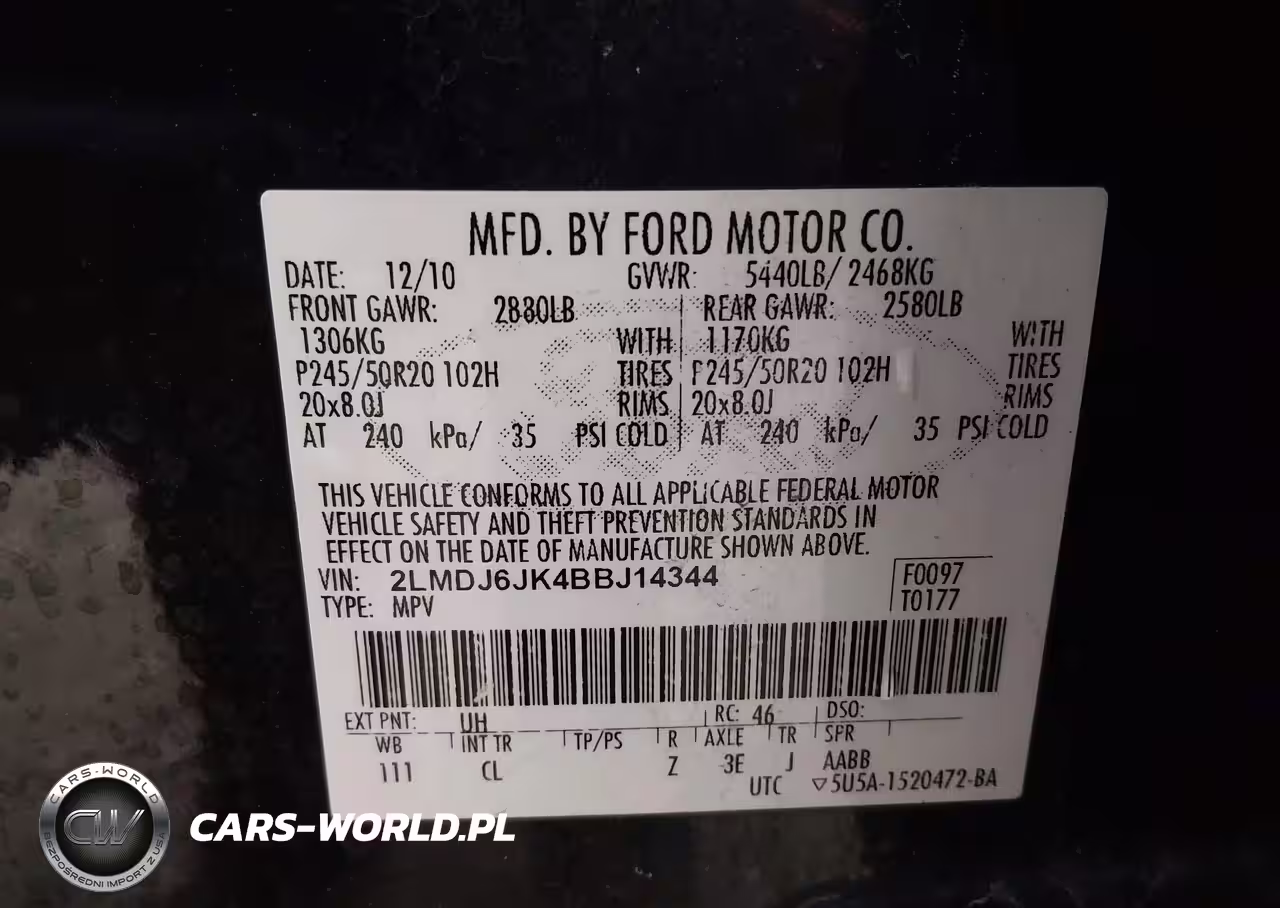 MFD. BY FORD MOTOR CO.
DATE: 12/10 GVWR: 5440LB/ 2468KG
FRONT GAWR: 2880LB REAR GAWR: 2580LB
1306KG WITH 1170KG WITH
P245/50R20 102H TIRES P245/50R20 102H TIRES
20x8.0J RIMS 20x8.0J RIMS
AT 240 kPa/ 35 PSI COLD AT 240 kPa/ 35 PSI COLD
THIS VEHICLE CONFORMS TO ALL APPLICABLE FEDERAL MOTOR
VEHICLE SAFETY AND THEFT PREVENTION STANDARDS IN
EFFECT ON THE DATE OF MANUFACTURE SHOWN ABOVE.
VIN: 2LMDJ6JK4BBJ14344 F0097
TYPE: MPV T0177
EXT PNT: UH RC: 46 DSO:
WB INT TR TP/PS R AXLE TR SPR
111 CL Z 3E J AABB
UTC ▽5U5A-1520472-BA
CARS-WORLD
CW
BEZPOŚREDNI IMPORT Z USA
CARS-WORLD.PL